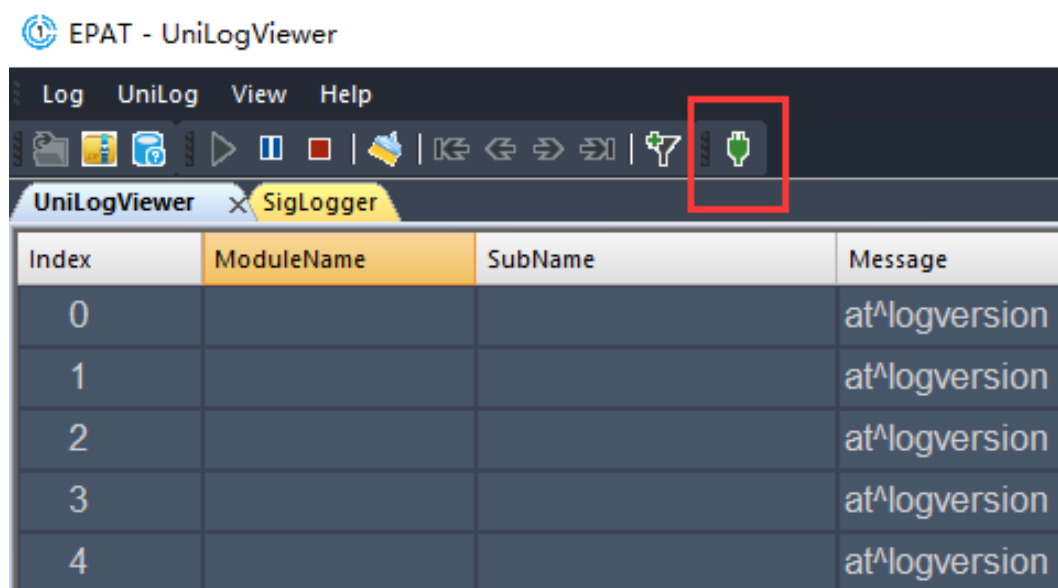 EPAT - UniLogViewer
Log UniLog View Help
UniLogViewer SigLogger
Index ModuleName SubName Message
0 at^logversion
1 at^logversion
2 at^logversion
3 at^logversion
4 at^logversion